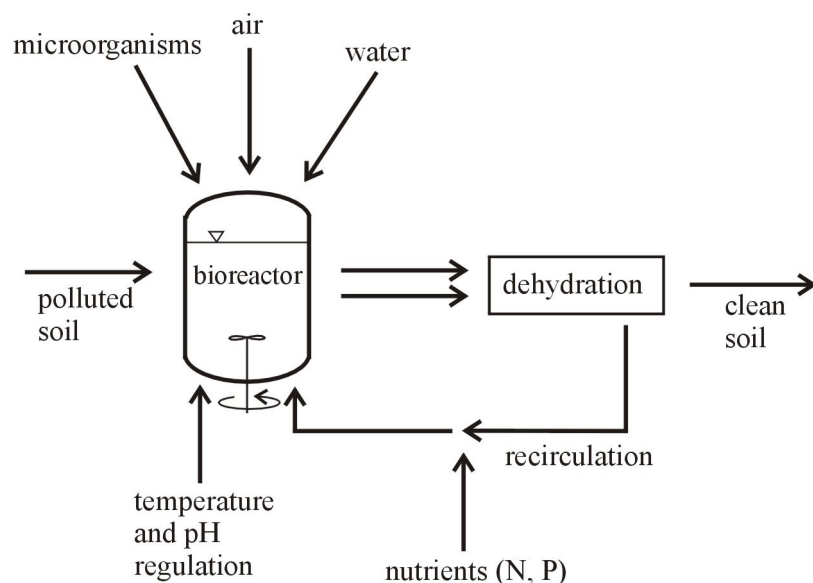 air
microorganisms
water
bioreactor
polluted
soil
dehydration
clean
soil
recirculation
temperature
and pH
regulation
nutrients (N, P)